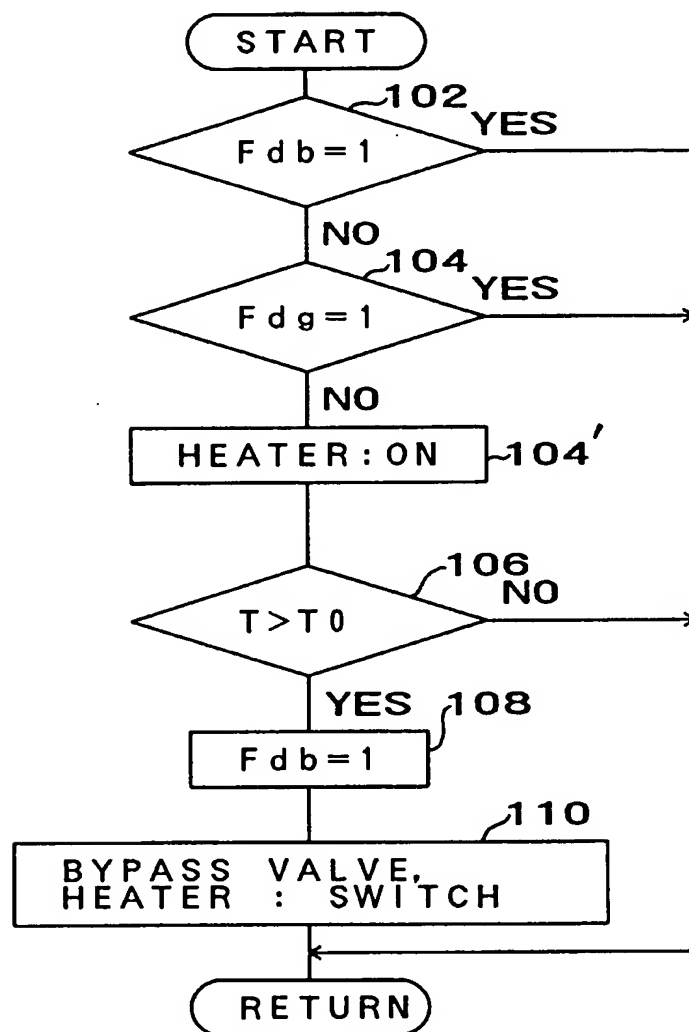 START
102
YES
Fdb=1
NO
104
YES
Fdg=1
NO
HEATER:ON
104'
106
NO
T>T0
YES
108
Fdb=1
110
BYPASS VALVE,
HEATER : SWITCH
RETURN